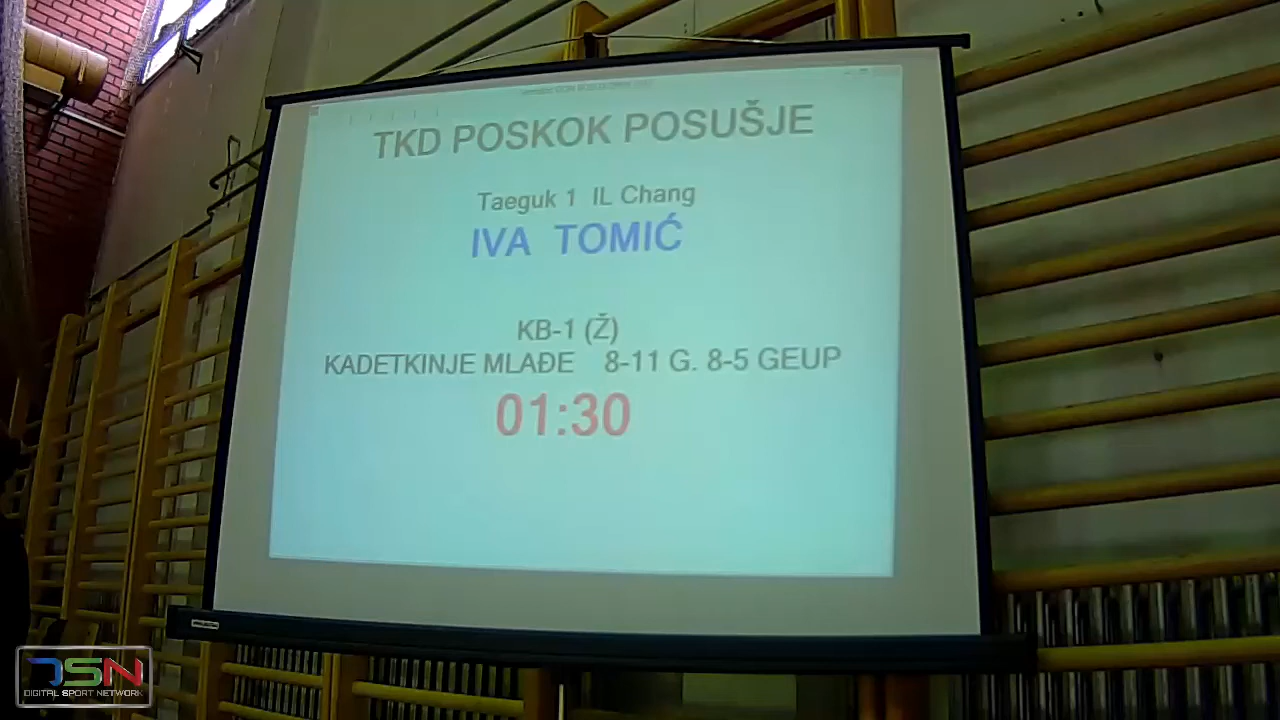 TKD POSKOK POSUŠJE
Taeguk 1 IL Chang
IVA TOMIĆ
KB-1 (Ž)
KADETKINJE MLAĐE 8-11 G. 8-5 GEUP
01:30
DSN
DIGITAL SPORT NETWORK